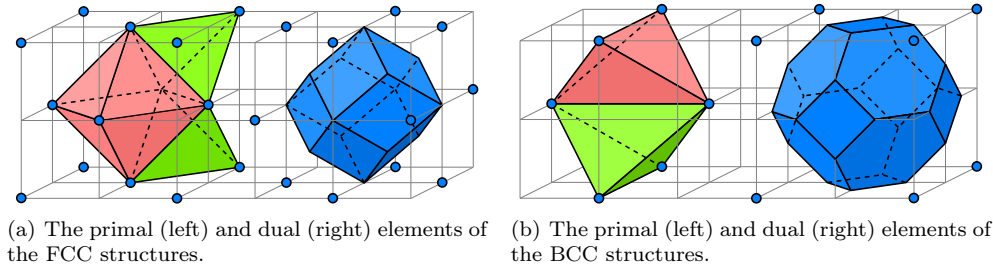 (a) The primal (left) and dual (right) elements of
the FCC structures.
(b) The primal (left) and dual (right) elements of
the BCC structures.